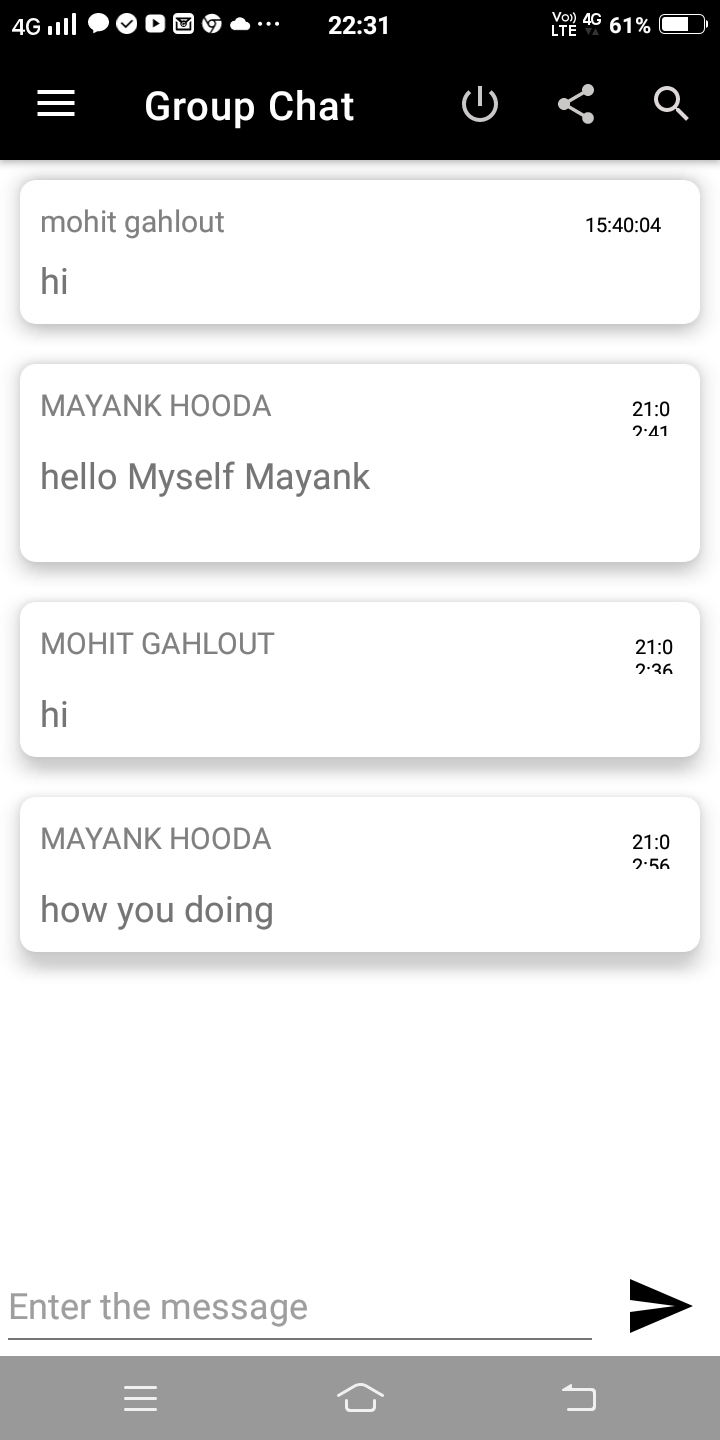 4G 22:31 Vo)) LTE 4G 61%
Group Chat
mohit gahlout 15:40:04
hi
MAYANK HOODA 21:0
2:41
hello Myself Mayank
MOHIT GAHLOUT 21:0
2:36
hi
MAYANK HOODA 21:0
2:56
how you doing
Enter the message